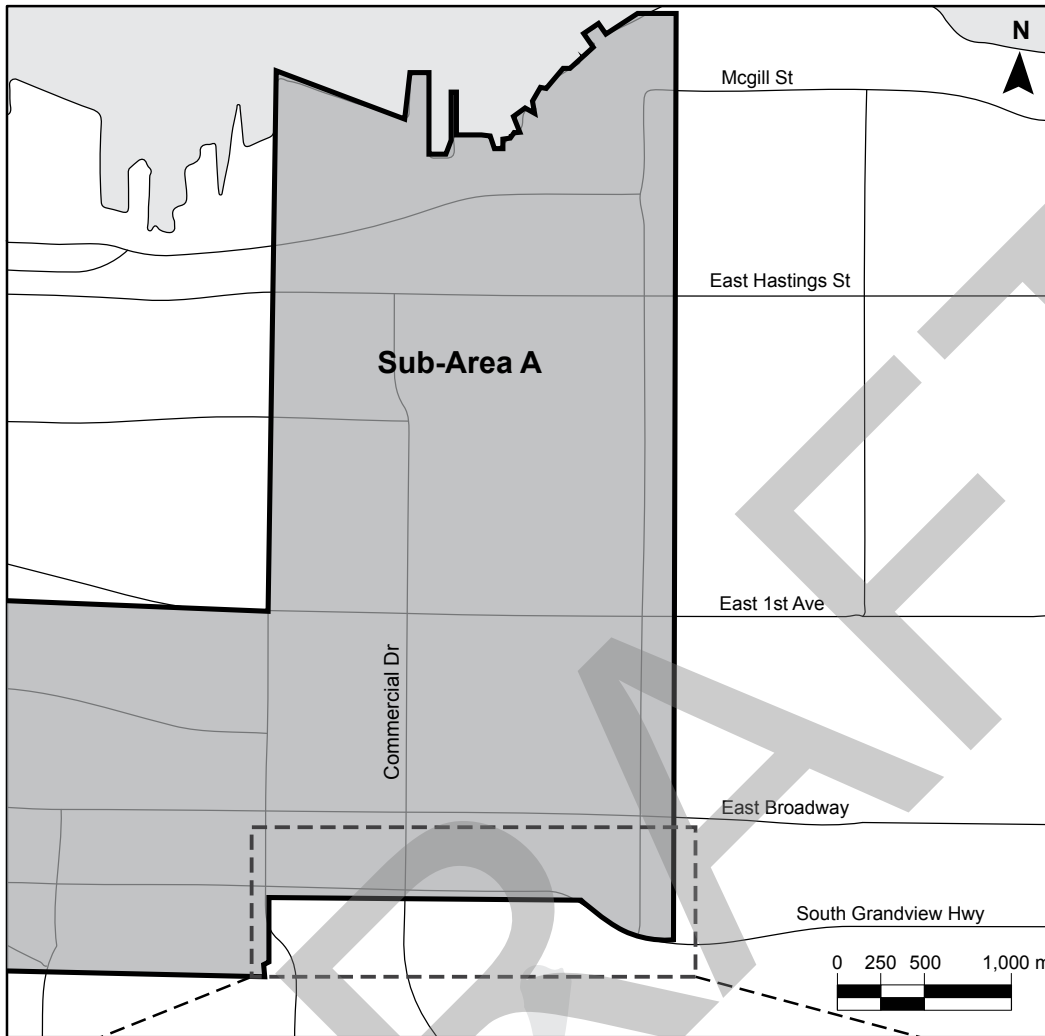 N
Mcgill St
East Hastings St
Sub-Area A
East 1st Ave
Commercial Dr
East Broadway
South Grandview Hwy
0 250 500 1,000 m
RAFT